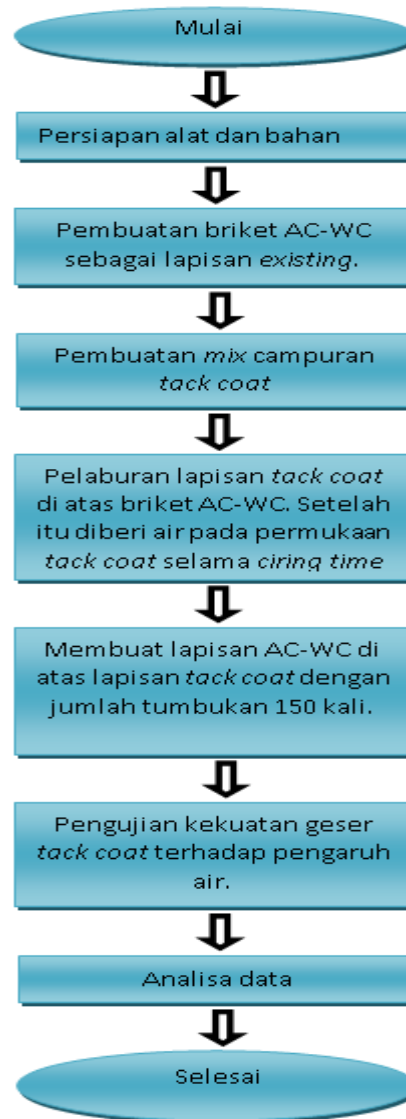 Mulai
Persiapan alat dan bahan
Pembuatan briket AC-WC
sebagai lapisan existing.
Pembuatan mix campuran
tack coat
Pelaburan lapisan tack coat
di atas briket AC-WC. Setelah
itu diberi air pada permukaan
tack coat selama ciring time
Membuat lapisan AC-WC di
atas lapisan tack coat dengan
jumlah tumbukan 150 kali.
Pengujian kekuatan geser
tack coat terhadap pengaruh
air.
Analisa data
Selesai